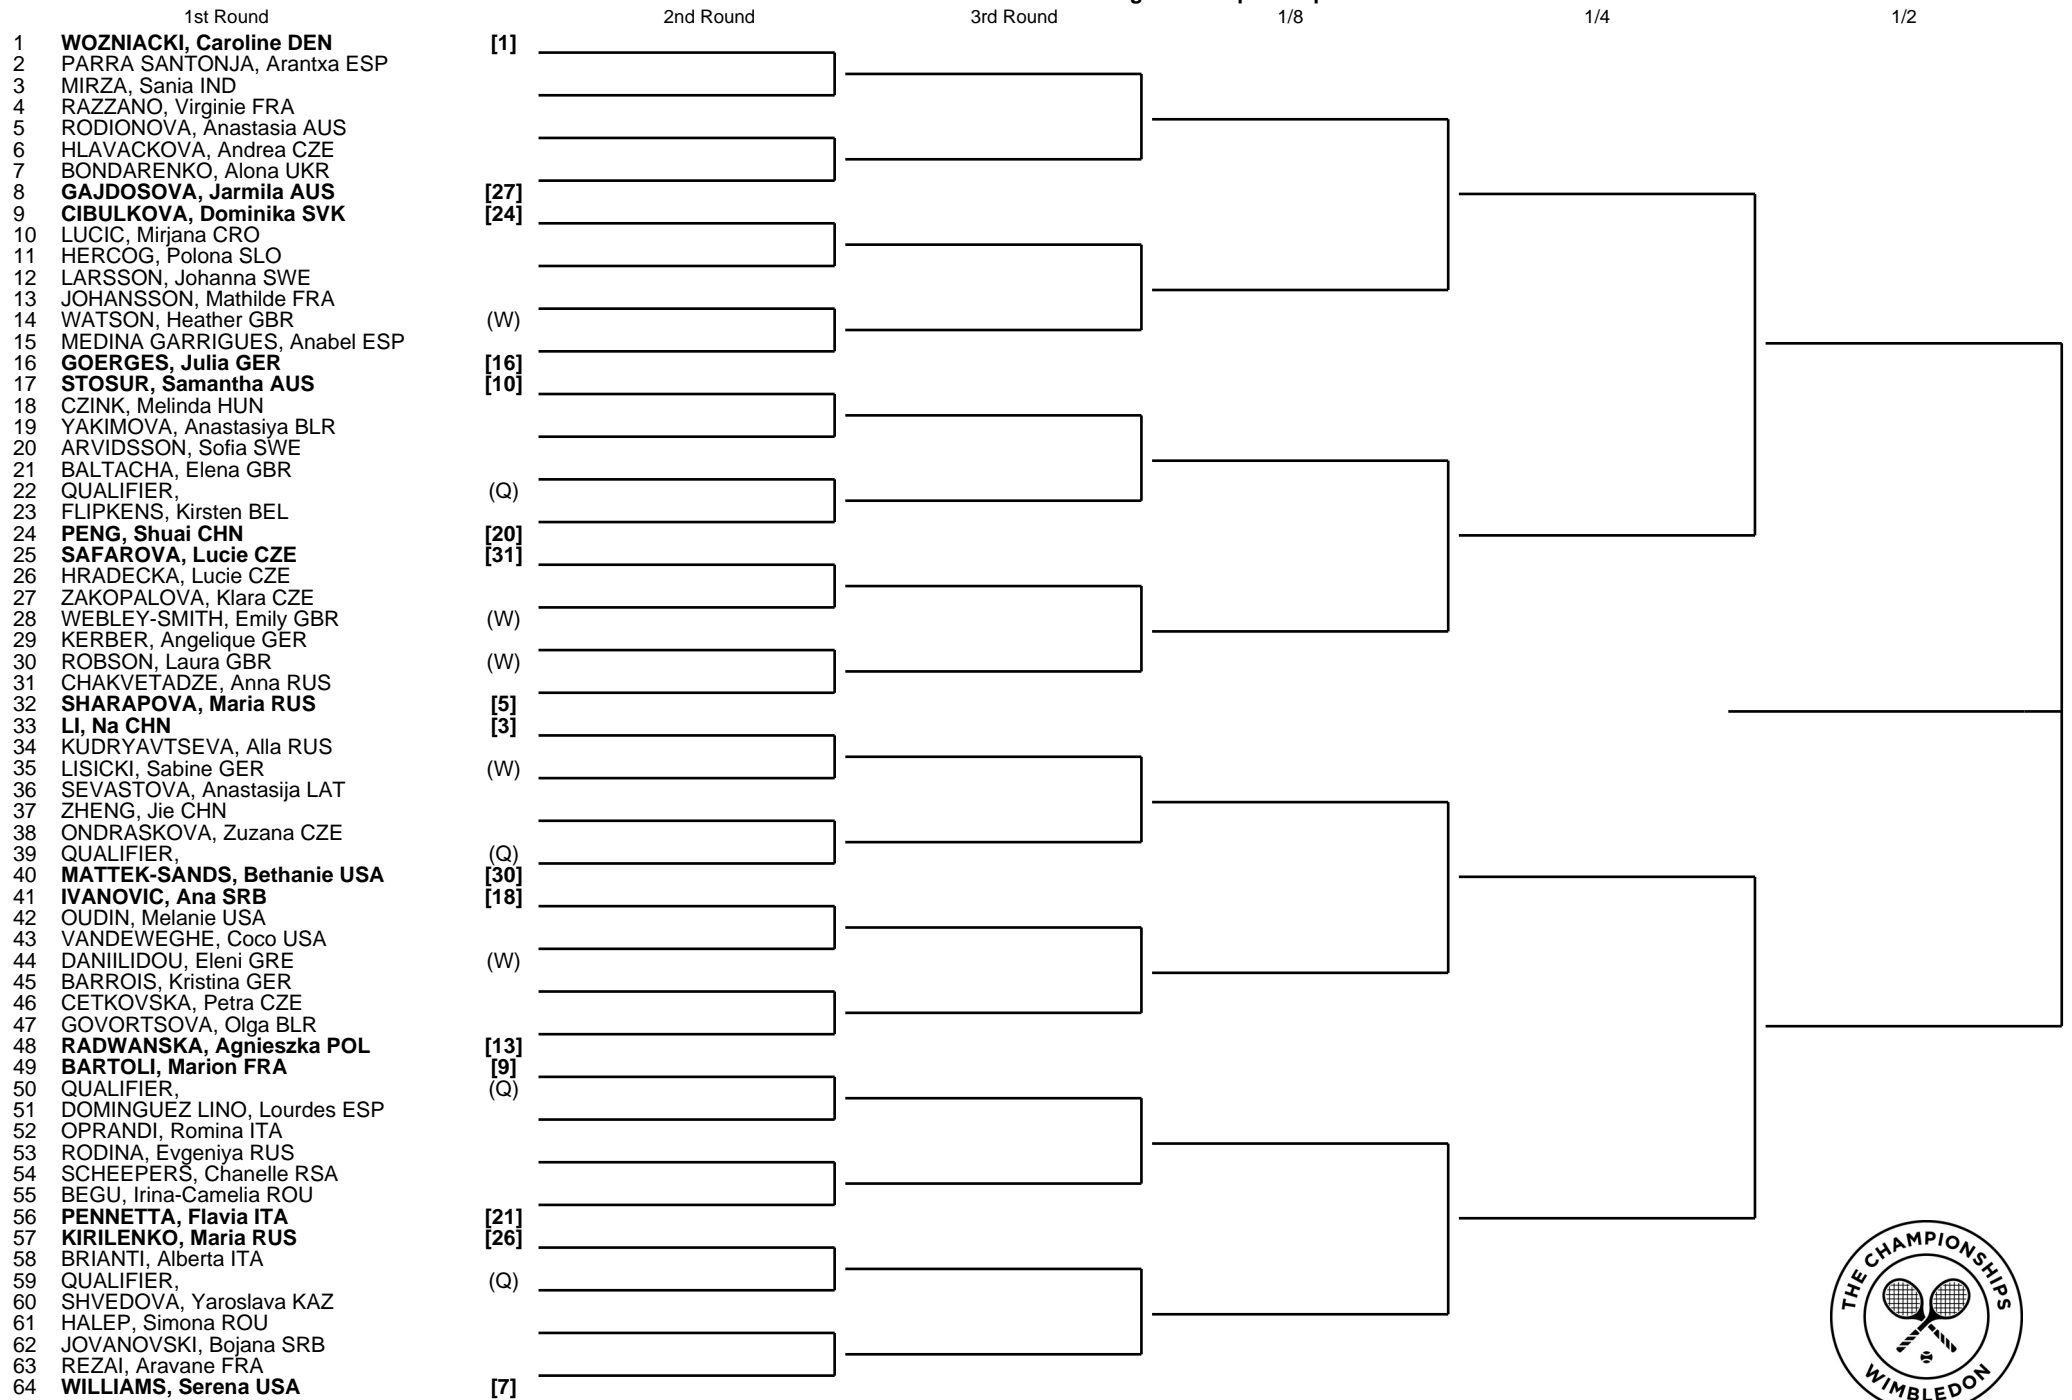 1st Round 2nd Round 3rd Round 1/8 1/4 1/2
1 WOZNIACKI, Caroline DEN [1]
2 PARRA SANTONJA, Arantxa ESP
3 MIRZA, Sania IND
4 RAZZANO, Virginie FRA
5 RODIONOVA, Anastasia AUS
6 HLAVACKOVA, Andrea CZE
7 BONDARENKO, Alona UKR
8 GAJDOSOVA, Jarmila AUS [27]
9 CIBULKOVA, Dominika SVK [24]
10 LUCIC, Mirjana CRO
11 HERCOG, Polona SLO
12 LARSSON, Johanna SWE
13 JOHANSSON, Mathilde FRA
14 WATSON, Heather GBR (W)
15 MEDINA GARRIGUES, Anabel ESP
16 GOERGES, Julia GER [16]
17 STOSUR, Samantha AUS [10]
18 CZINK, Melinda HUN
19 YAKIMOVA, Anastasiya BLR
20 ARVIDSSON, Sofia SWE
21 BALTACHA, Elena GBR
22 QUALIFIER, (Q)
23 FLIPKENS, Kirsten BEL
24 PENG, Shuai CHN [20]
25 SAFAROVA, Lucie CZE [31]
26 HRADECKA, Lucie CZE
27 ZAKOPALOVA, Klara CZE
28 WEBLEY-SMITH, Emily GBR (W)
29 KERBER, Angelique GER
30 ROBSON, Laura GBR (W)
31 CHAKVETADZE, Anna RUS
32 SHARAPOVA, Maria RUS [5]
33 LI, Na CHN [3]
34 KUDRYAVTSEVA, Alla RUS
35 LISICKI, Sabine GER (W)
36 SEVASTOVA, Anastasija LAT
37 ZHENG, Jie CHN
38 ONDRASKOVA, Zuzana CZE
39 QUALIFIER, (Q)
40 MATTEK-SANDS, Bethanie USA [30]
41 IVANOVIC, Ana SRB [18]
42 OUDIN, Melanie USA
43 VANDEWEGHE, Coco USA
44 DANIILIDOU, Eleni GRE (W)
45 BARROIS, Kristina GER
46 CETKOVSKA, Petra CZE
47 GOVORTSOVA, Olga BLR
48 RADWANSKA, Agnieszka POL [13]
49 BARTOLI, Marion FRA [9]
50 QUALIFIER, (Q)
51 DOMINGUEZ LINO, Lourdes ESP
52 OPRANDI, Romina ITA
53 RODINA, Evgeniya RUS
54 SCHEEPERS, Chanelle RSA
55 BEGU, Irina-Camelia ROU
56 PENNETTA, Flavia ITA [21]
57 KIRILENKO, Maria RUS [26]
58 BRIANTI, Alberta ITA
59 QUALIFIER, (Q)
60 SHVEDOVA, Yaroslava KAZ
61 HALEP, Simona ROU
62 JOVANOVSKI, Bojana SRB
63 REZAI, Aravane FRA
64 WILLIAMS, Serena USA [7]
THE CHAMPIONSHIPS
WIMBLEDON